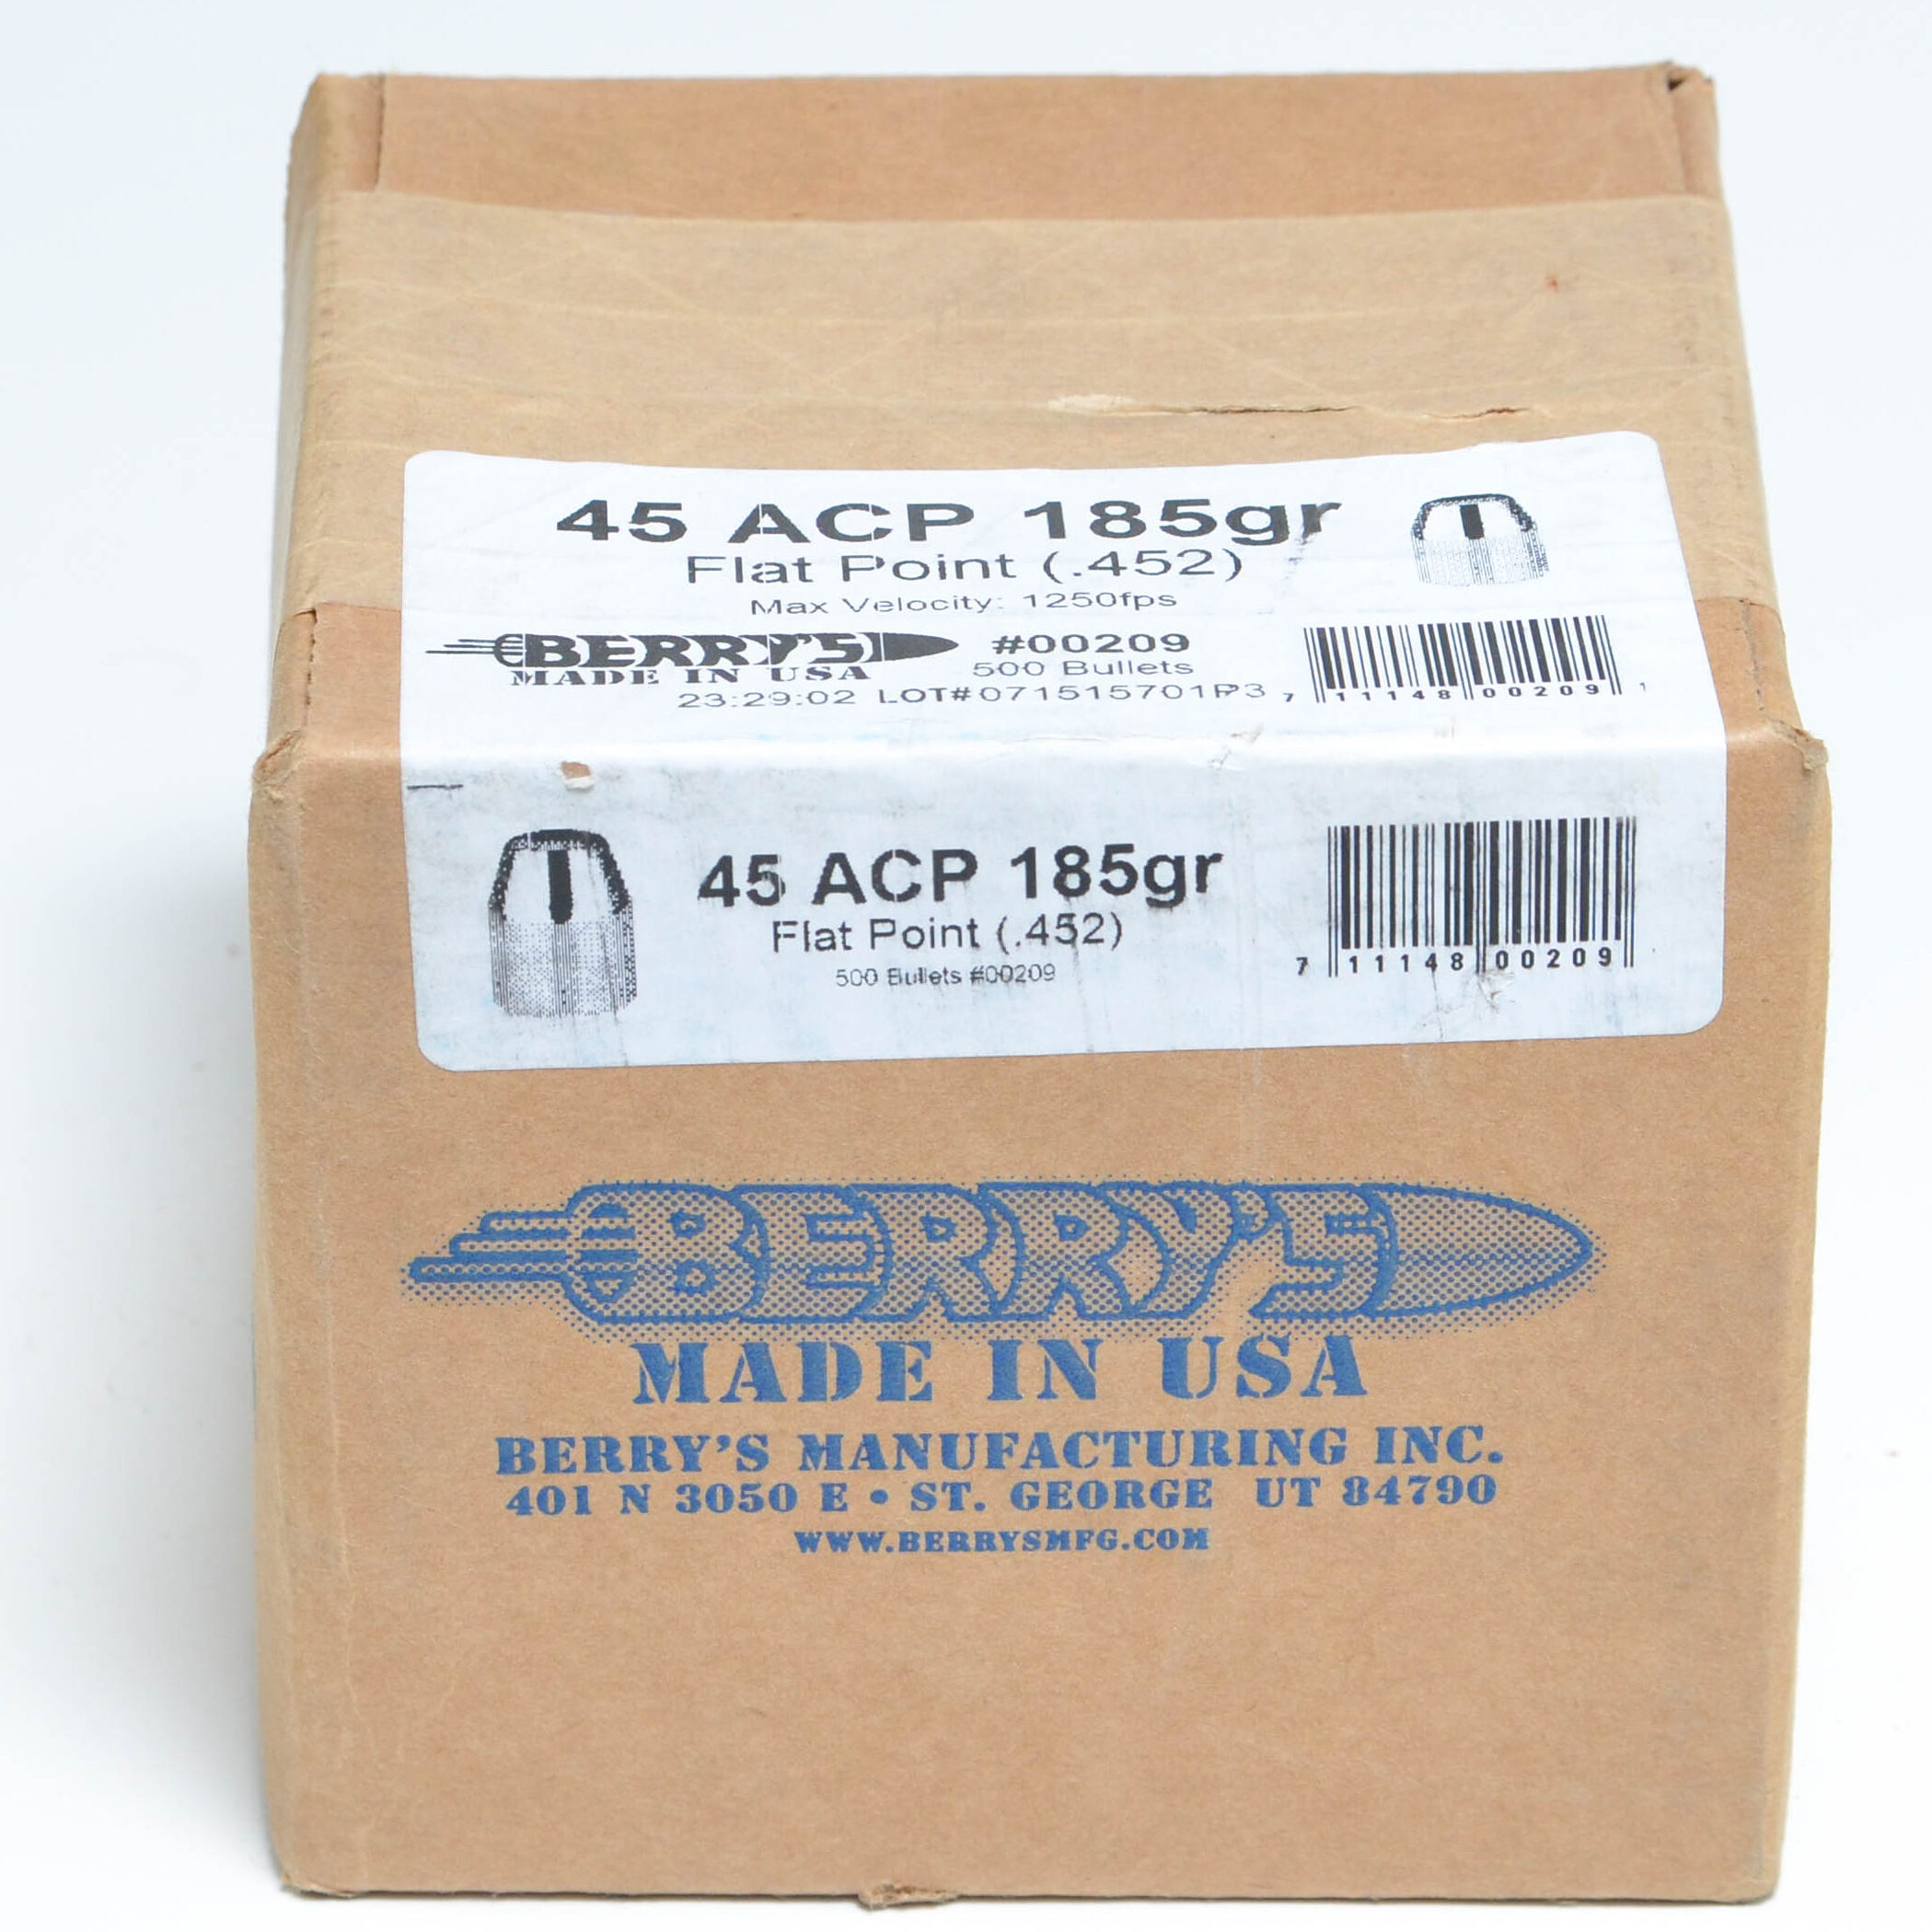 45 ACP 185gr
Flat Point (.452)
Max Velocity: 1250fps
BERRY'S #00209
MADE IN USA 500 Bullets
23:29:02 LOT#071515701P3
7 11148 00209 1
45 ACP 185gr
Flat Point (.452)
500 Bullets #00209
7 11148 00209
BERRY'S
MADE IN USA
BERRY'S MANUFACTURING INC.
401 N 3050 E • ST. GEORGE UT 84790
WWW.BERRYSMFG.COM